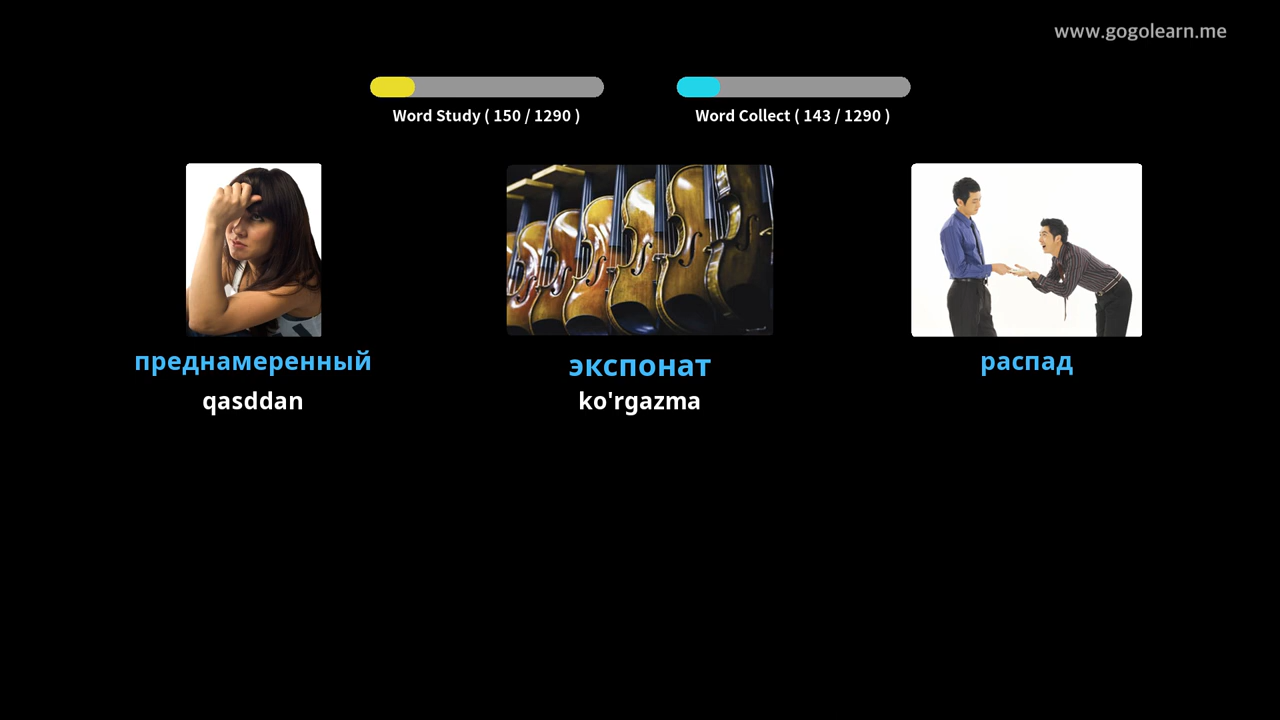 www.gogolearn.me
Word Study ( 150 / 1290 )
Word Collect ( 143 / 1290 )
преднамеренный
qasddan
экспонат
ko'rgazma
распад